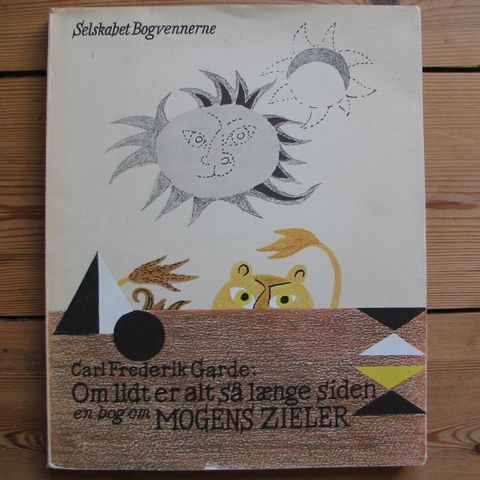 Selskabet Bogvennerne
Carl Frederik Garde:
Om lidt er alt så længe siden
en bog om MOGENS ZIELER